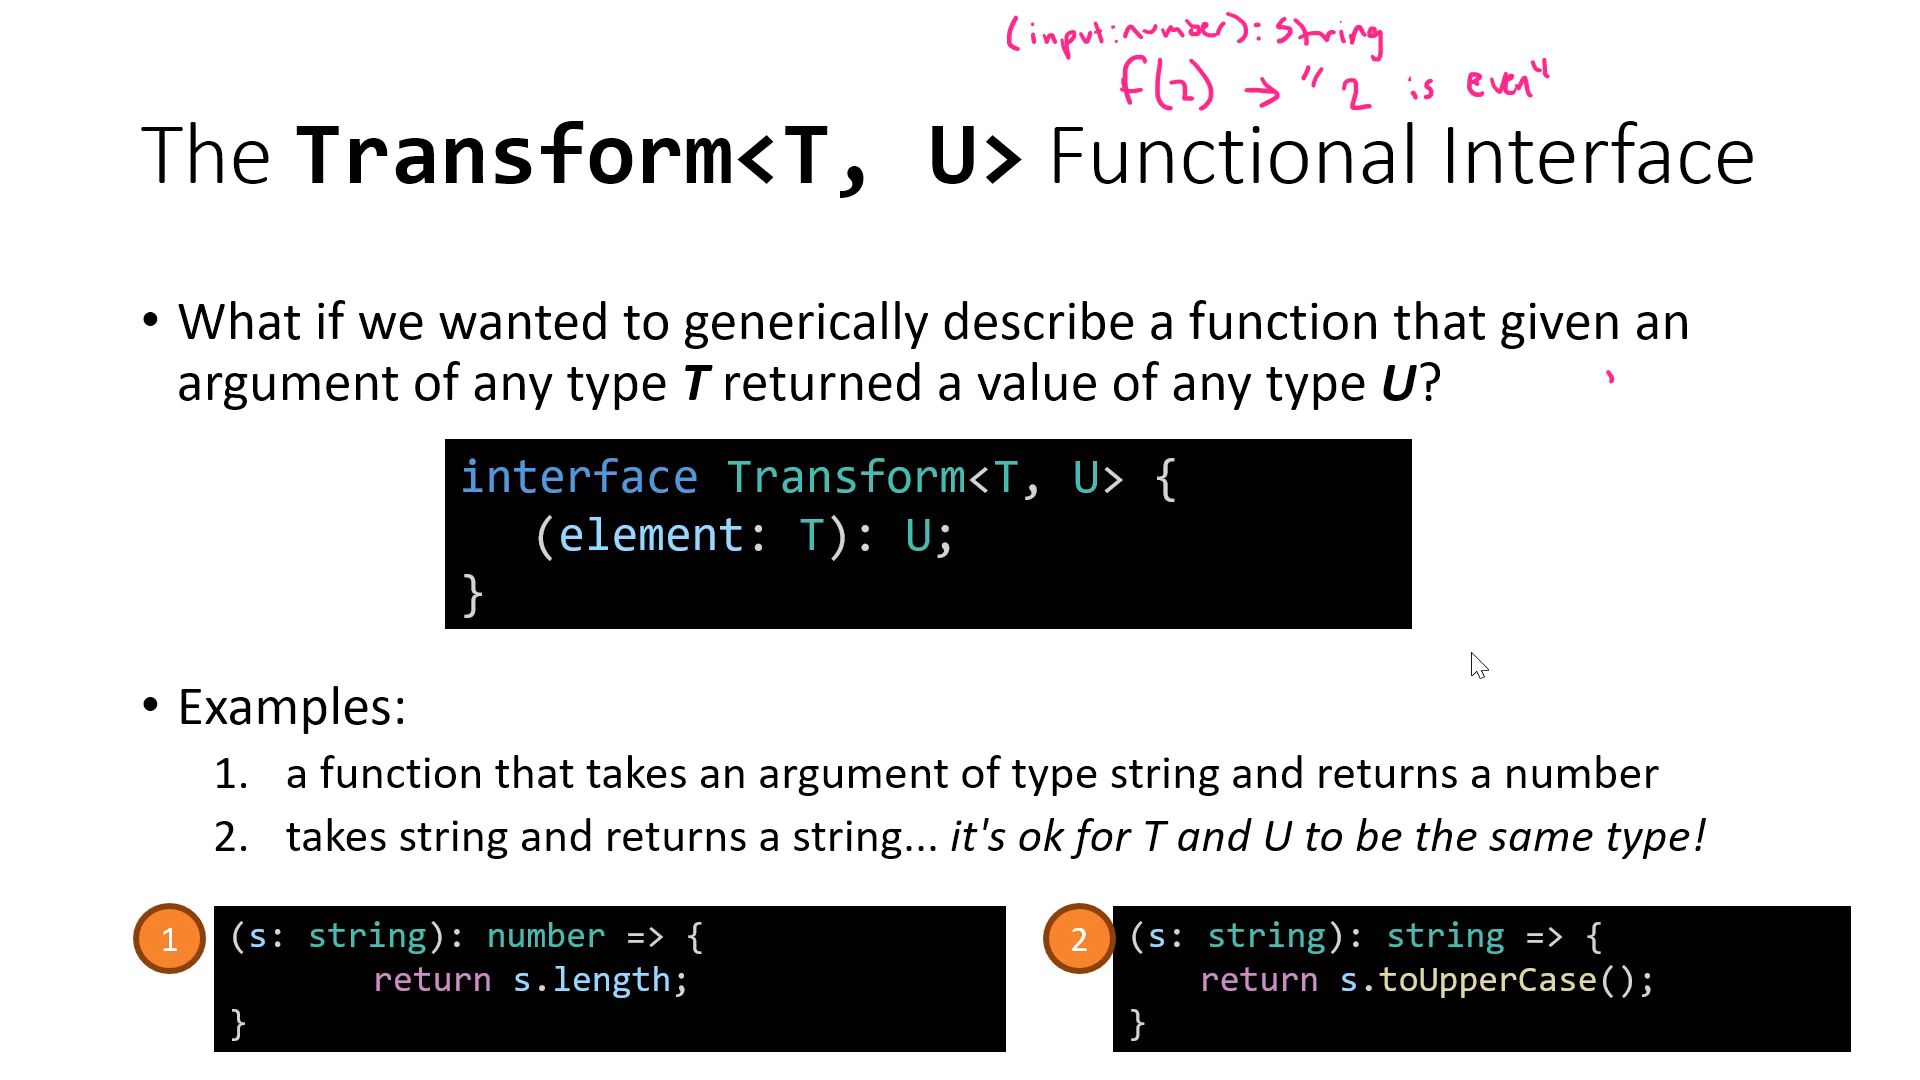 (input:number): string
f(2) → "2 is even"
The Transform<T, U> Functional Interface
• What if we wanted to generically describe a function that given an
argument of any type T returned a value of any type U?
interface Transform<T, U> {
(element: T): U;
}
• Examples:
1. a function that takes an argument of type string and returns a number
2. takes string and returns a string... it's ok for T and U to be the same type!
1
(s: string): number => {
return s.length;
}
2
(s: string): string => {
return s.toUpperCase();
}